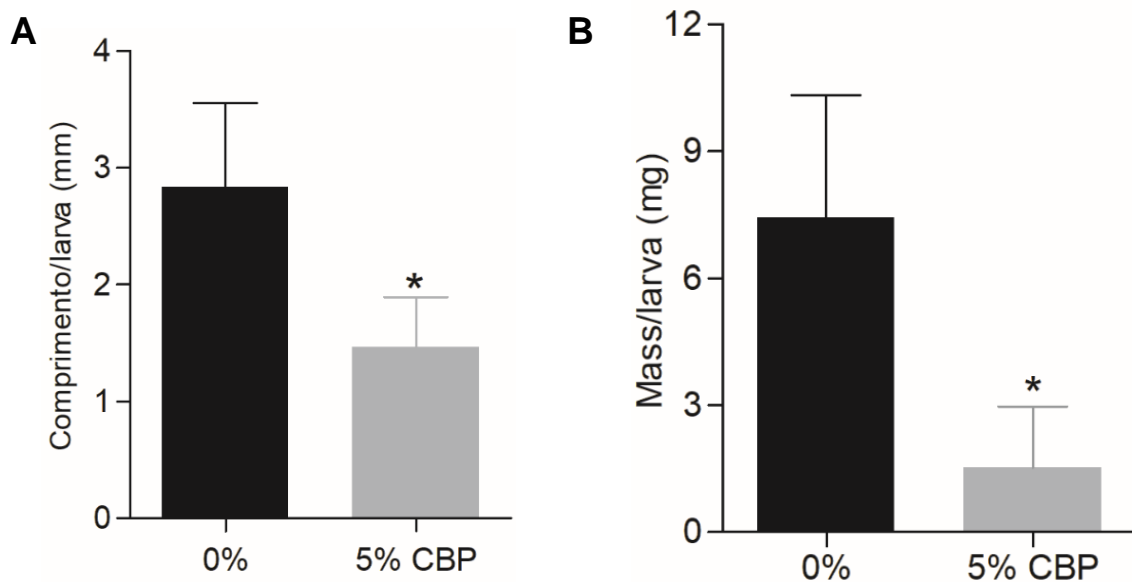 A
Comprimento/larva (mm)
4
3
2
1
0
*
0%
5% CBP
B
Mass/larva (mg)
12
9
6
3
0
*
0%
5% CBP